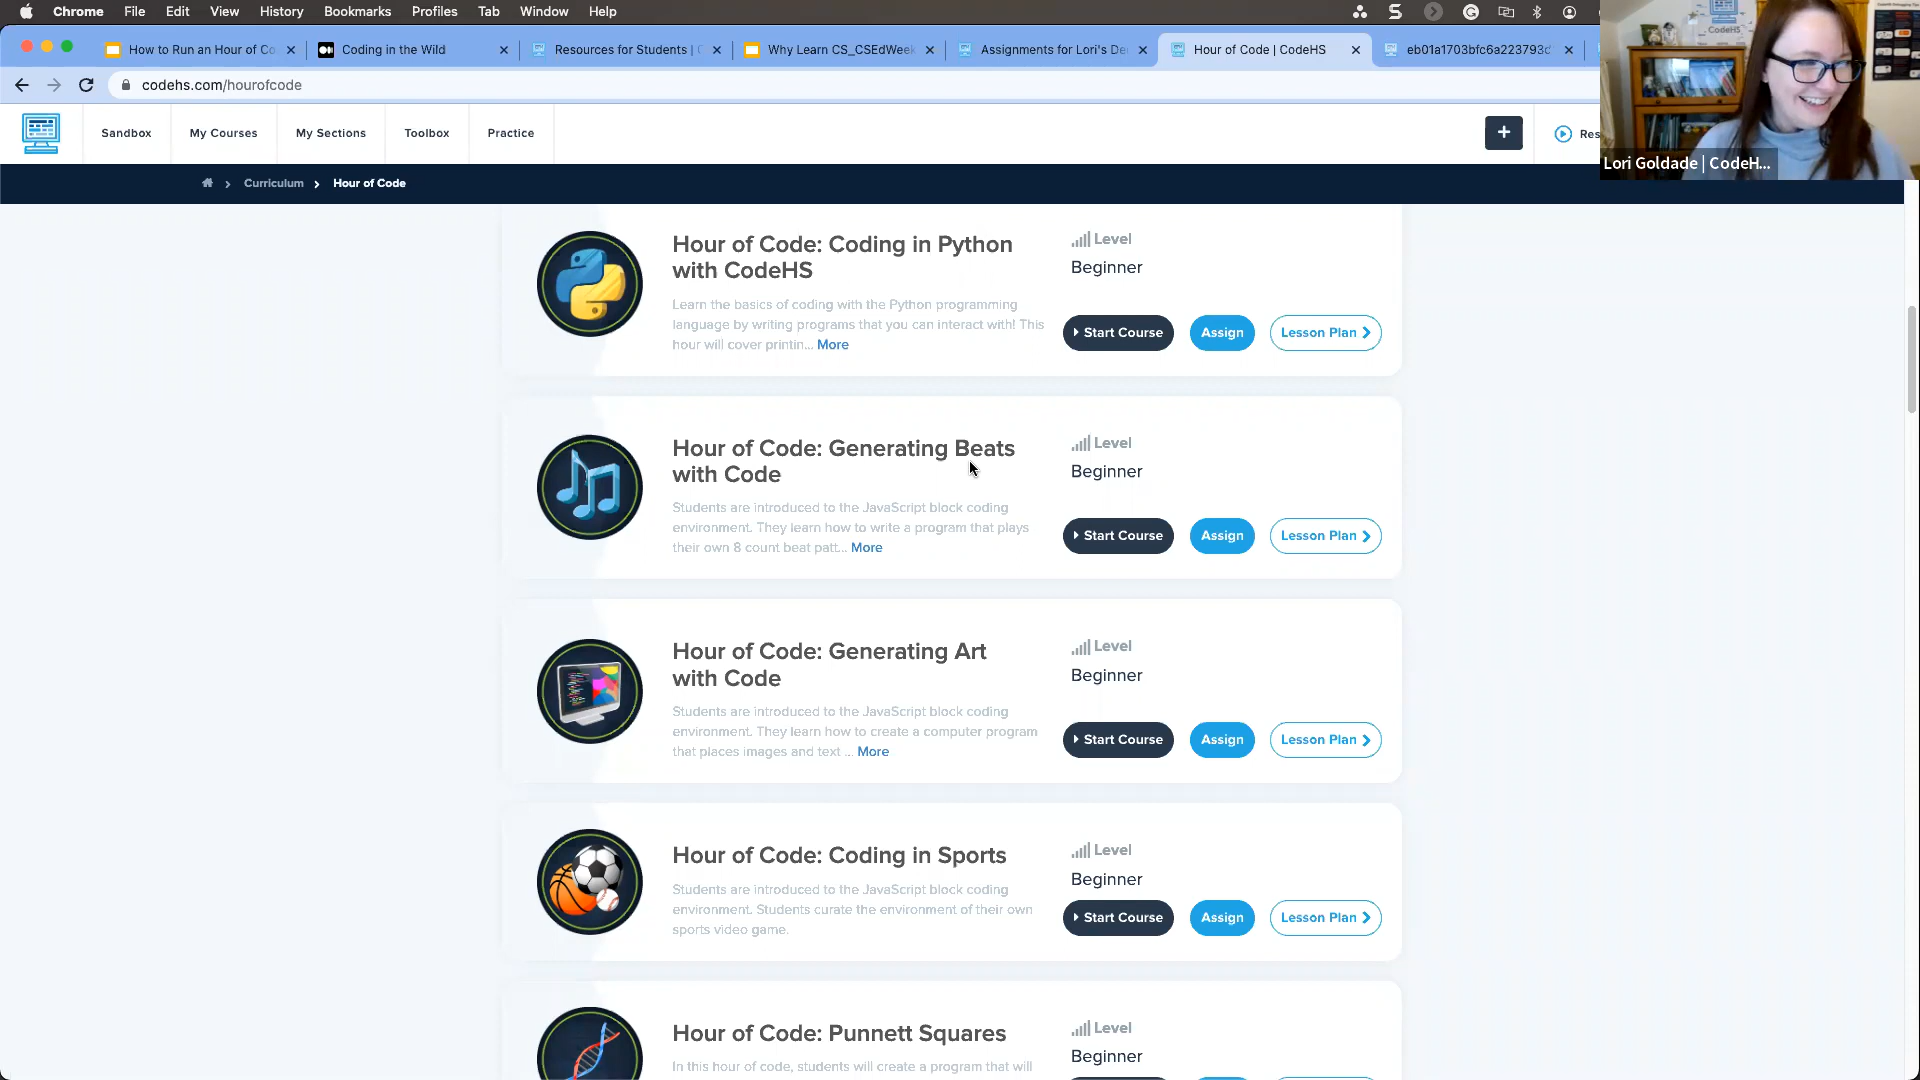 Chrome File Edit View History Bookmarks Profiles Tab Window Help
How to Run an Hour of Co
Coding in the Wild
Resources for Students |
Why Learn CS_CSEdWeek
Assignments for Lori's De
Hour of Code | CodeHS
eb01a1703bfc6a223793
codehs.com/hourofcode
Sandbox
My Courses
My Sections
Toolbox
Practice
+
Res
CodeHS
Lori Goldade | CodeH...
Curriculum > Hour of Code
Hour of Code: Coding in Python
with CodeHS
Learn the basics of coding with the Python programming
language by writing programs that you can interact with! This
hour will cover printin... More
Level
Beginner
Start Course
Assign
Lesson Plan
Hour of Code: Generating Beats
with Code
Students are introduced to the JavaScript block coding
environment. They learn how to write a program that plays
their own 8 count beat patt... More
Level
Beginner
Start Course
Assign
Lesson Plan
Hour of Code: Generating Art
with Code
Students are introduced to the JavaScript block coding
environment. They learn how to create a computer program
that places images and text ... More
Level
Beginner
Start Course
Assign
Lesson Plan
Hour of Code: Coding in Sports
Students are introduced to the JavaScript block coding
environment. Students curate the environment of their own
sports video game.
Level
Beginner
Start Course
Assign
Lesson Plan
Hour of Code: Punnett Squares
In this hour of code, students will create a program that will
Level
Beginner